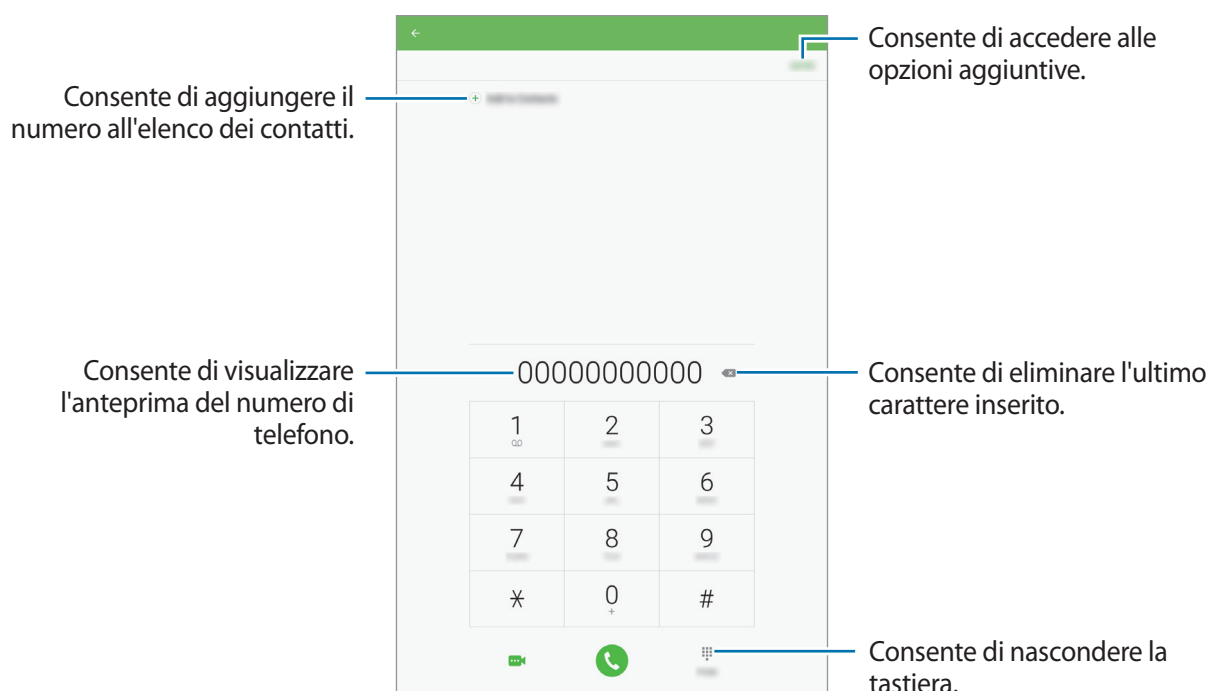 Consente di accedere alle
opzioni aggiuntive.
Consente di aggiungere il
numero all'elenco dei contatti.
Consente di visualizzare
l'anteprima del numero di
telefono.
00000000000
Consente di eliminare l'ultimo
carattere inserito.
1 2 3
4 5 6
7 8 9
* 0 #
+
Consente di nascondere la
tastiera.